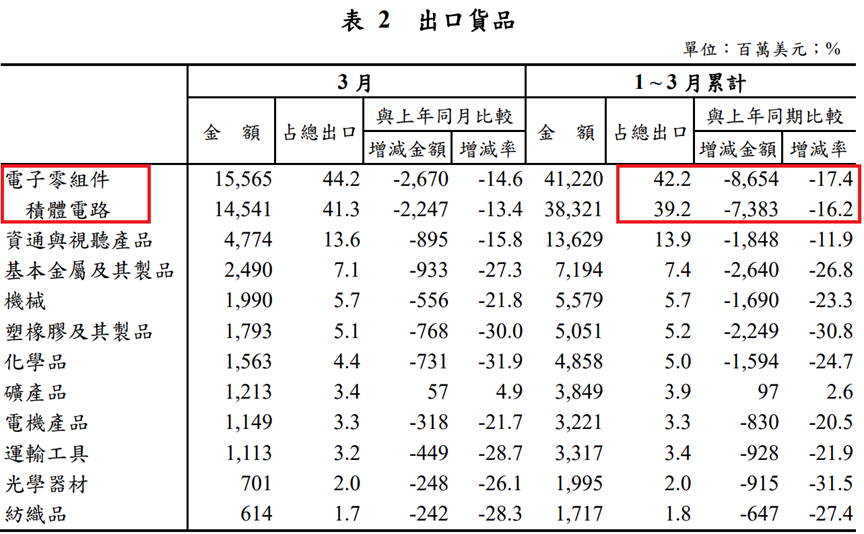 表 2 出口貨品
單位：百萬美元；%
3 月 1～3 月累計
金 額 占總出口 與上年同月比較 金 額 占總出口 與上年同期比較
增減金額 增減率 增減金額 增減率
電子零組件 15,565 44.2 -2,670 -14.6 41,220 42.2 -8,654 -17.4
積體電路 14,541 41.3 -2,247 -13.4 38,321 39.2 -7,383 -16.2
資通與視聽產品 4,774 13.6 -895 -15.8 13,629 13.9 -1,848 -11.9
基本金屬及其製品 2,490 7.1 -933 -27.3 7,194 7.4 -2,640 -26.8
機械 1,990 5.7 -556 -21.8 5,579 5.7 -1,690 -23.3
塑橡膠及其製品 1,793 5.1 -768 -30.0 5,051 5.2 -2,249 -30.8
化學品 1,563 4.4 -731 -31.9 4,858 5.0 -1,594 -24.7
礦產品 1,213 3.4 57 4.9 3,849 3.9 97 2.6
電機產品 1,149 3.3 -318 -21.7 3,221 3.3 -830 -20.5
運輸工具 1,113 3.2 -449 -28.7 3,317 3.4 -928 -21.9
光學器材 701 2.0 -248 -26.1 1,995 2.0 -915 -31.5
紡織品 614 1.7 -242 -28.3 1,717 1.8 -647 -27.4